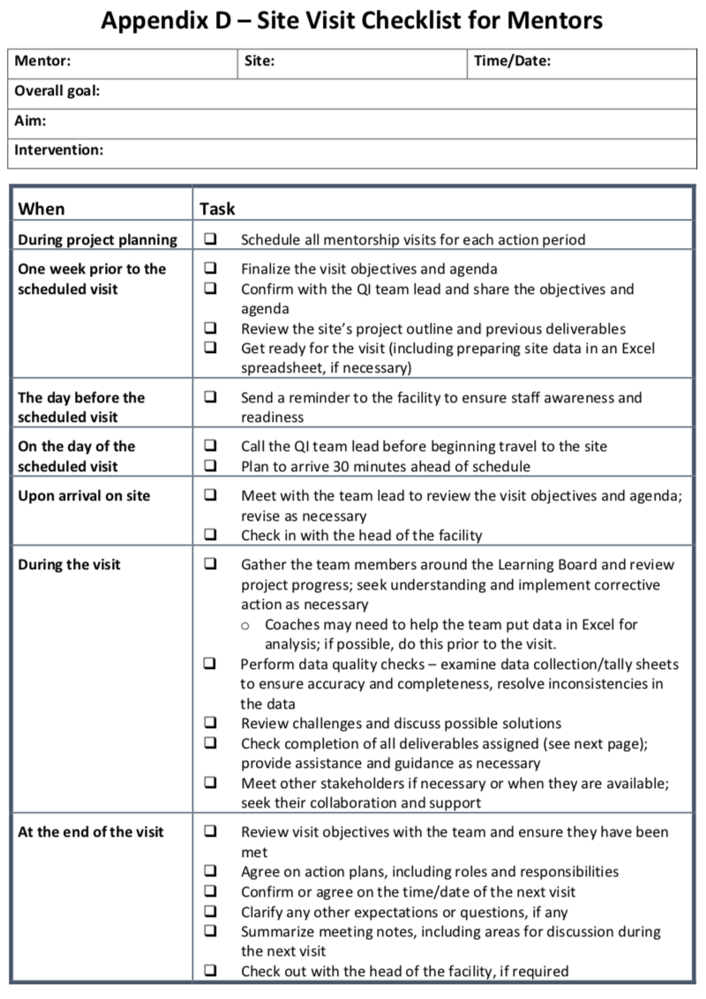 Appendix D – Site Visit Checklist for Mentors
Mentor:
Site:
Time/Date:
Overall goal:
Aim:
Intervention:
When
Task
During project planning
❑ Schedule all mentorship visits for each action period
One week prior to the
scheduled visit
❑ Finalize the visit objectives and agenda
❑ Confirm with the QI team lead and share the objectives and
agenda
❑ Review the site’s project outline and previous deliverables
❑ Get ready for the visit (including preparing site data in an Excel
spreadsheet, if necessary)
The day before the
scheduled visit
❑ Send a reminder to the facility to ensure staff awareness and
readiness
On the day of the
scheduled visit
❑ Call the QI team lead before beginning travel to the site
❑ Plan to arrive 30 minutes ahead of schedule
Upon arrival on site
❑ Meet with the team lead to review the visit objectives and agenda;
revise as necessary
❑ Check in with the head of the facility
During the visit
❑ Gather the team members around the Learning Board and review
project progress; seek understanding and implement corrective
action as necessary
o Coaches may need to help the team put data in Excel for
analysis; if possible, do this prior to the visit.
❑ Perform data quality checks – examine data collection/tally sheets
to ensure accuracy and completeness, resolve inconsistencies in
the data
❑ Review challenges and discuss possible solutions
❑ Check completion of all deliverables assigned (see next page);
provide assistance and guidance as necessary
❑ Meet other stakeholders if necessary or when they are available;
seek their collaboration and support
At the end of the visit
❑ Review visit objectives with the team and ensure they have been
met
❑ Agree on action plans, including roles and responsibilities
❑ Confirm or agree on the time/date of the next visit
❑ Clarify any other expectations or questions, if any
❑ Summarize meeting notes, including areas for discussion during
the next visit
❑ Check out with the head of the facility, if required